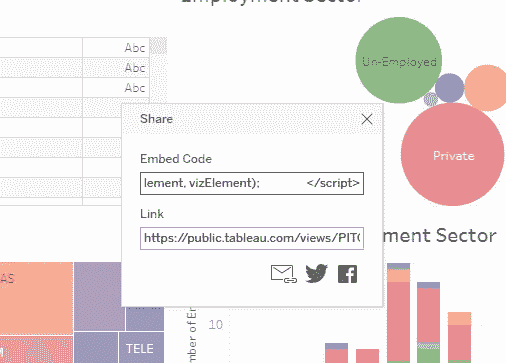 Employment Sector
Abc
Abc
Abc
Un-Employed
Private
Share
Embed Code
lement, vizElement); </script>
Link
https://public.tableau.com/views/PIT
ment Sector
AS
TELE
10
mber of